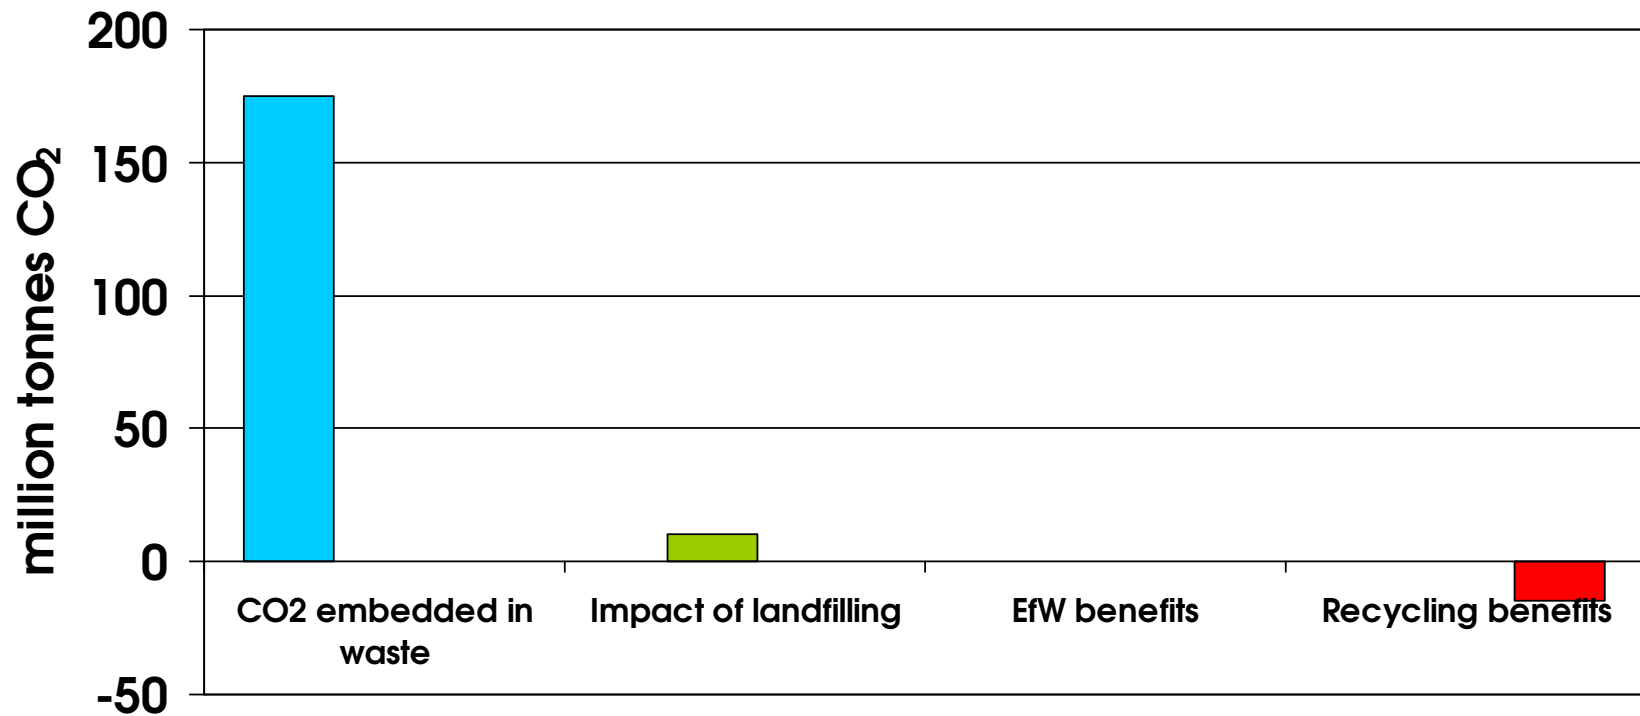 million tonnes CO₂
200
150
100
50
0
-50
CO2 embedded in
waste
Impact of landfilling
EfW benefits
Recycling benefits